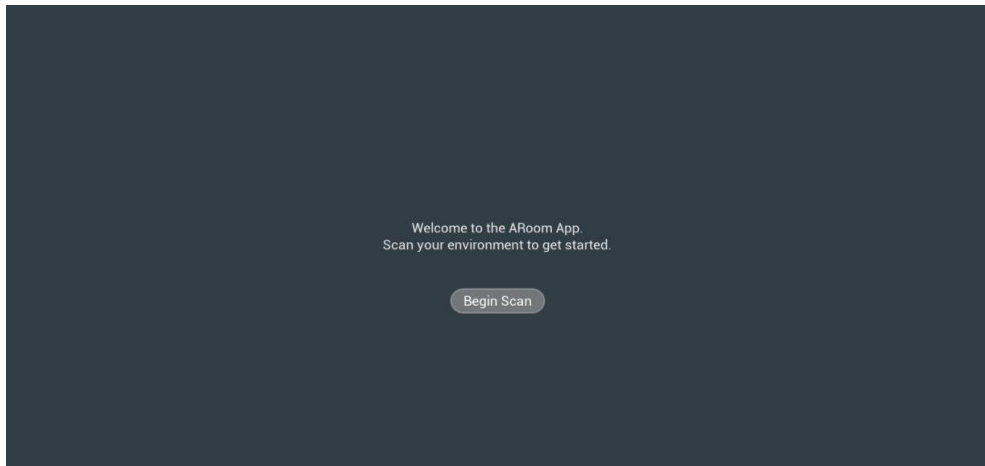 Welcome to the ARoom App.
Scan your environment to get started.
Begin Scan